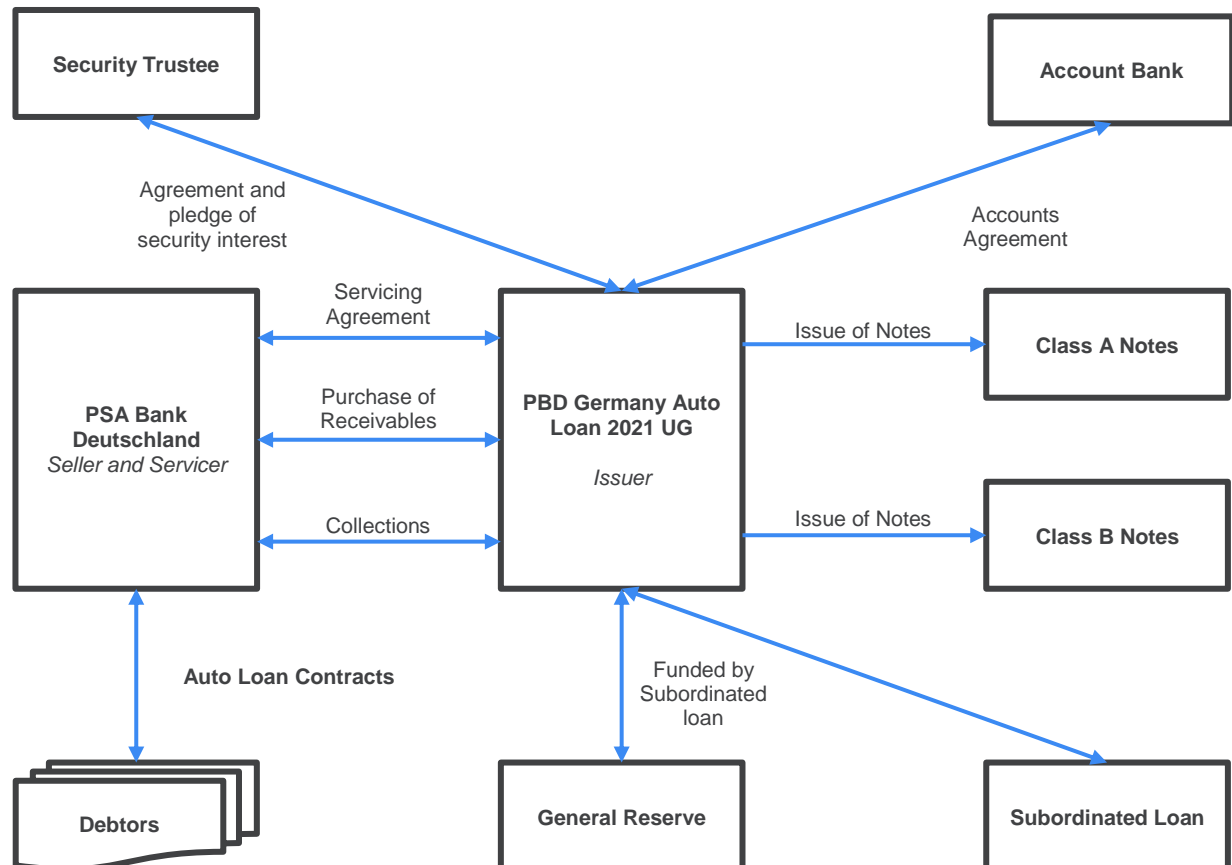 Security Trustee
Account Bank
Agreement and
pledge of
security interest
Accounts
Agreement
Servicing
Agreement
Purchase of
Receivables
Collections
PSA Bank
Deutschland
Seller and Servicer
PBD Germany Auto
Loan 2021 UG
Issuer
Issue of Notes
Class A Notes
Issue of Notes
Class B Notes
Auto Loan Contracts
Funded by
Subordinated
loan
Debtors
General Reserve
Subordinated Loan